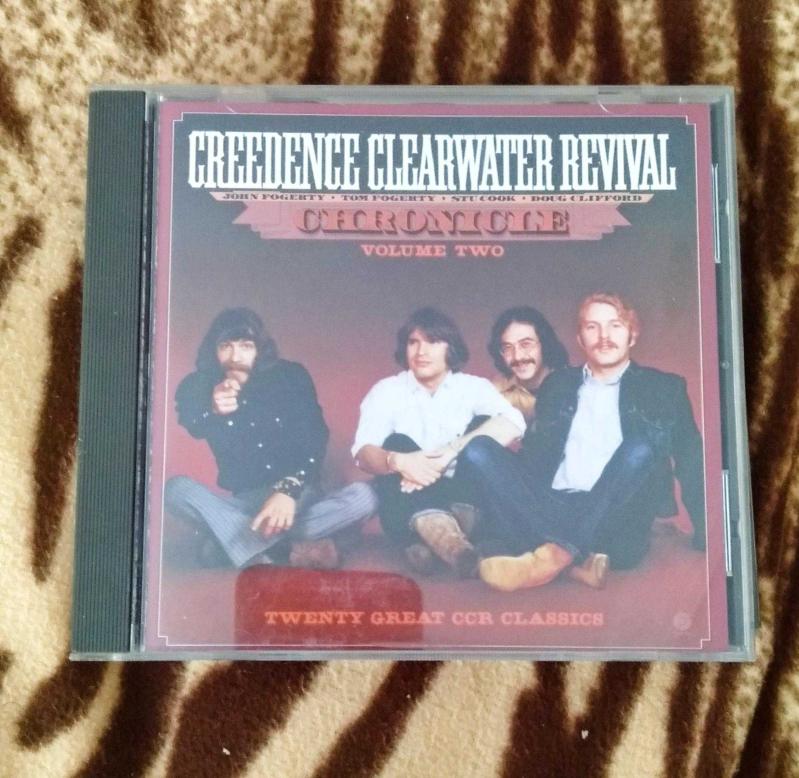 CREEDENCE CLEARWATER REVIVAL
JOHN FOGERTY • TOM FOGERTY • STU COOK • DOUG CLIFFORD
CHRONICLE
VOLUME TWO
TWENTY GREAT CCR CLASSICS